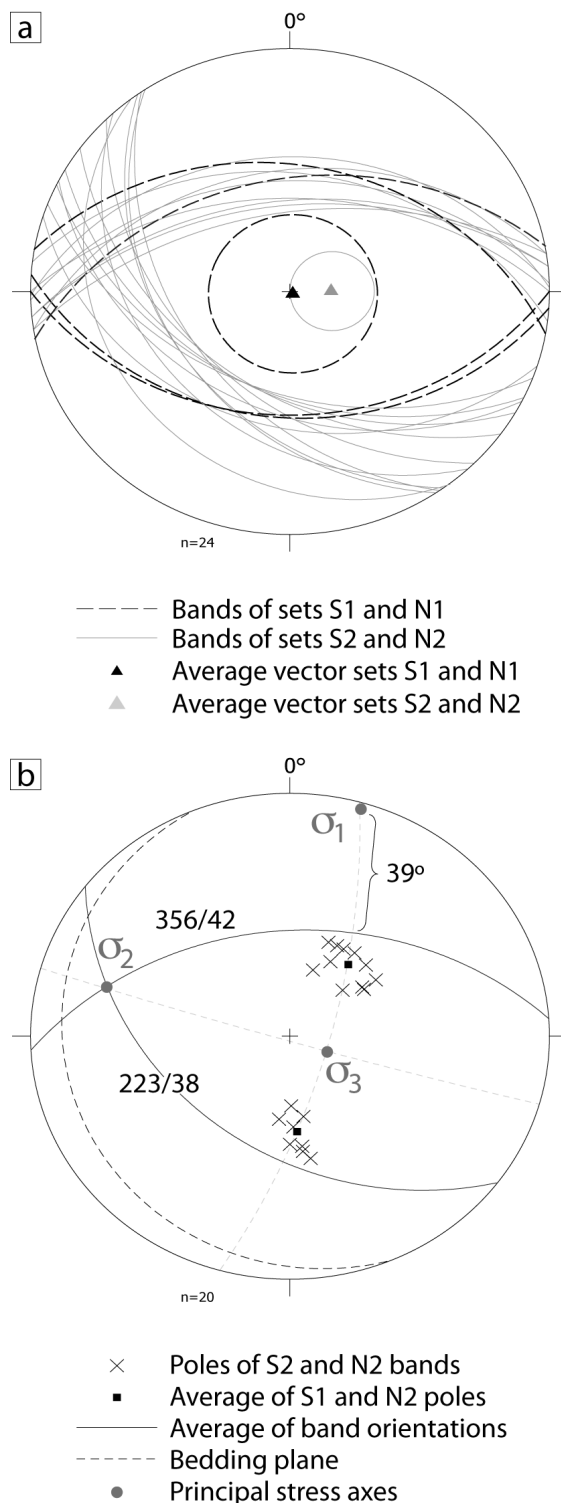 a
0°
n=24
Bands of sets S1 and N1
Bands of sets S2 and N2
Average vector sets S1 and N1
Average vector sets S2 and N2
b
0°
σ1
39º
356/42
σ2
σ3
223/38
n=20
Poles of S2 and N2 bands
Average of S1 and N2 poles
Average of band orientations
Bedding plane
Principal stress axes